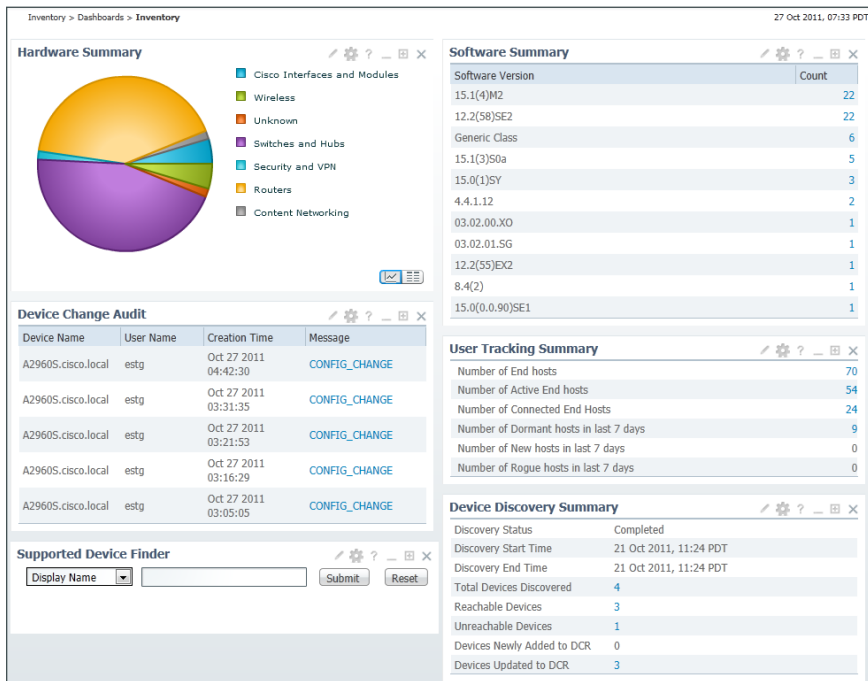 Inventory > Dashboards > Inventory
27 Oct 2011, 07:33 PDT
Hardware Summary
Cisco Interfaces and Modules
Wireless
Unknown
Switches and Hubs
Security and VPN
Routers
Content Networking
Device Change Audit
Device Name User Name Creation Time Message
A2960S.cisco.local estg Oct 27 2011 04:42:30 CONFIG_CHANGE
A2960S.cisco.local estg Oct 27 2011 03:31:35 CONFIG_CHANGE
A2960S.cisco.local estg Oct 27 2011 03:21:53 CONFIG_CHANGE
A2960S.cisco.local estg Oct 27 2011 03:16:29 CONFIG_CHANGE
A2960S.cisco.local estg Oct 27 2011 03:05:05 CONFIG_CHANGE
Supported Device Finder
Display Name Submit Reset
Software Summary
Software Version Count
15.1(4)M2 22
12.2(58)SE2 22
Generic Class 6
15.1(3)S0a 5
15.0(1)SY 3
4.4.1.12 2
03.02.00.XO 1
03.02.01.SG 1
12.2(55)EX2 1
8.4(2) 1
15.0(0.0.90)SE1 1
User Tracking Summary
Number of End hosts 70
Number of Active End hosts 54
Number of Connected End Hosts 24
Number of Dormant hosts in last 7 days 9
Number of New hosts in last 7 days 0
Number of Rogue hosts in last 7 days 0
Device Discovery Summary
Discovery Status Completed
Discovery Start Time 21 Oct 2011, 11:24 PDT
Discovery End Time 21 Oct 2011, 11:24 PDT
Total Devices Discovered 4
Reachable Devices 3
Unreachable Devices 1
Devices Newly Added to DCR 0
Devices Updated to DCR 3